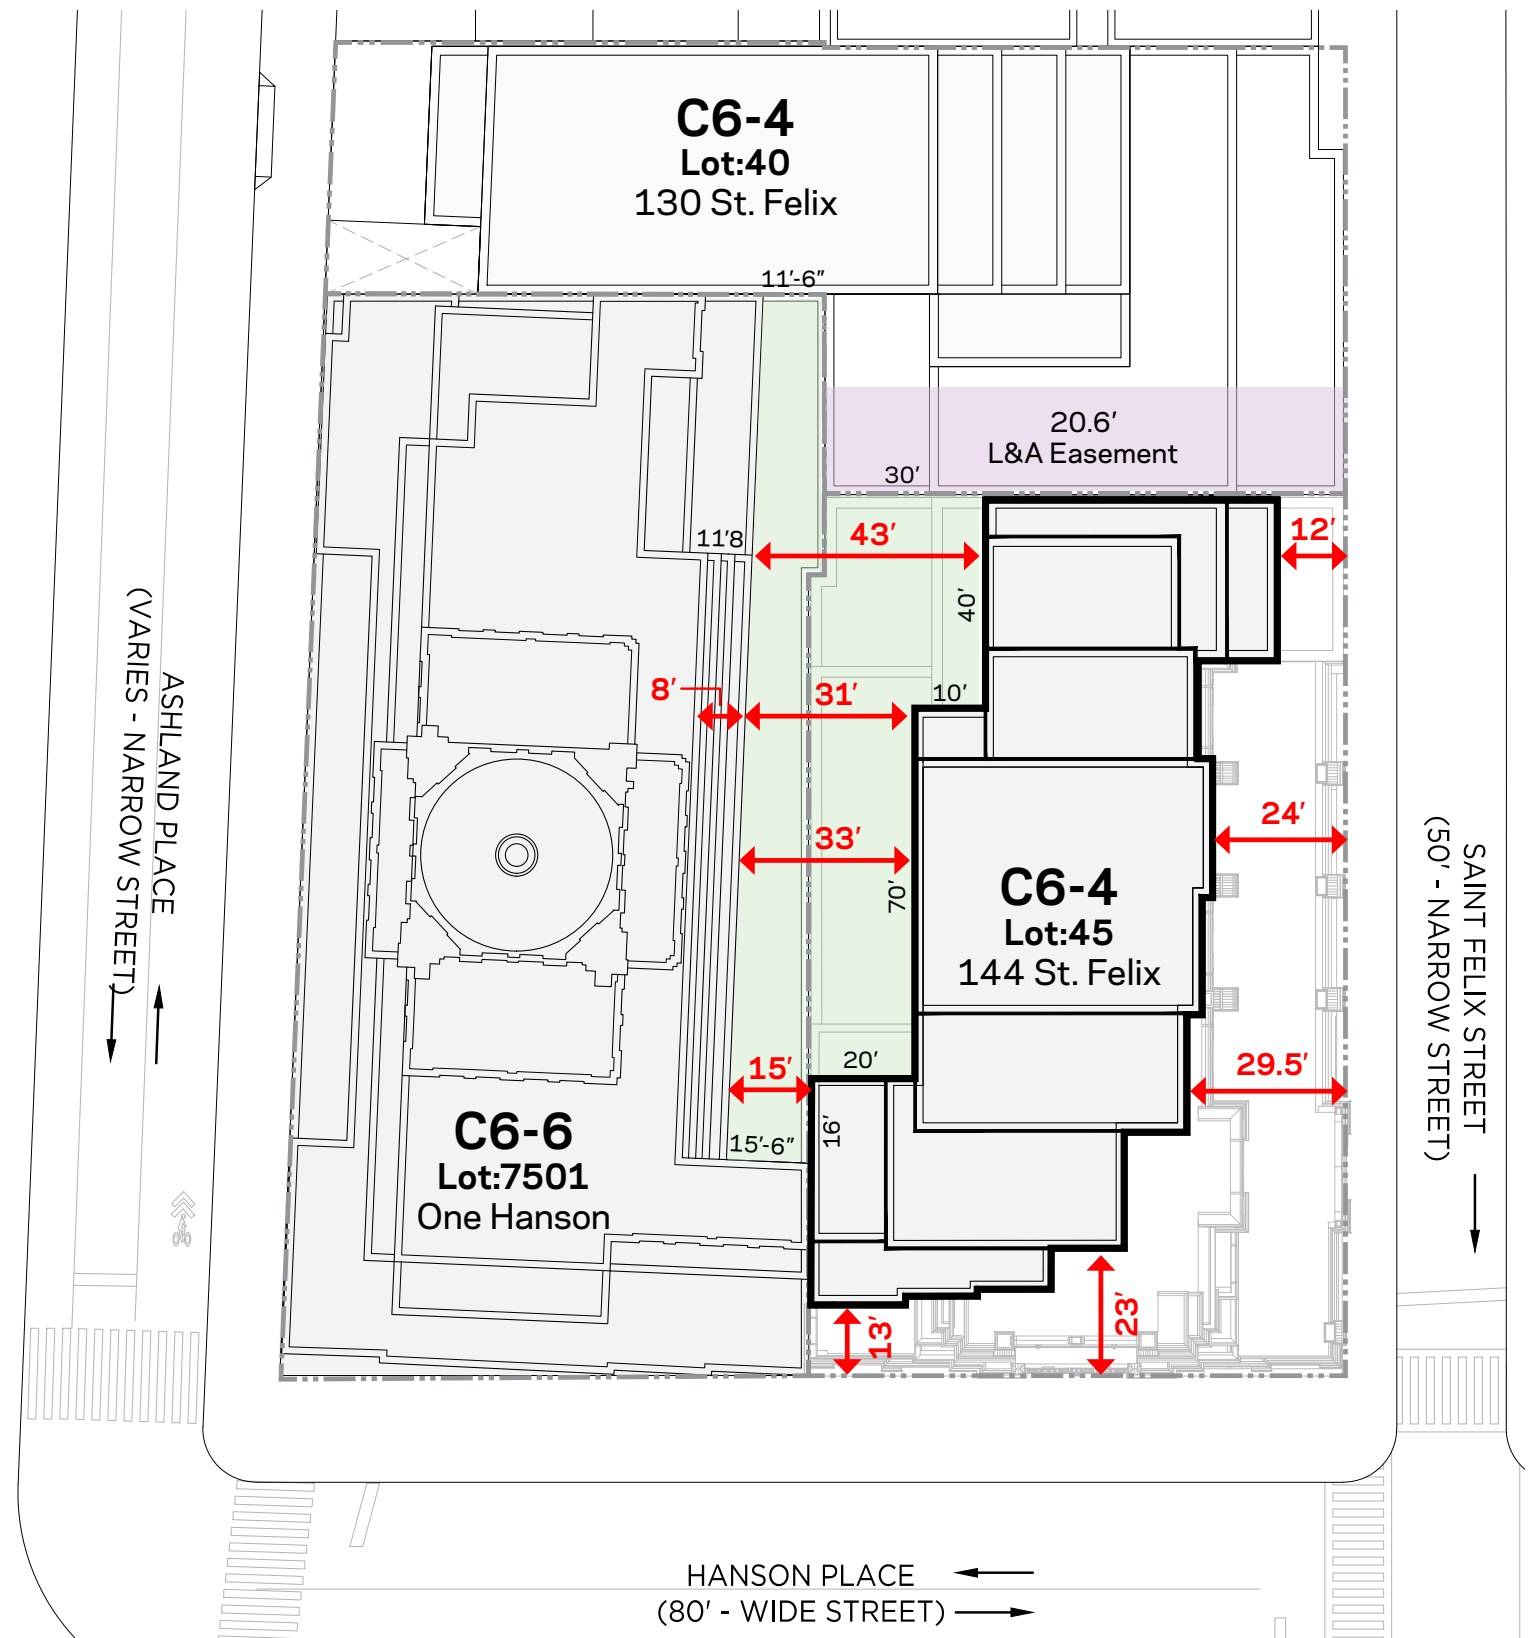 C6-4
Lot:40
130 St. Felix
11′-6″
20.6′
L&A Easement
30′
11'8
43′
12′
40′
8′
31′
10′
33′
24′
70′
C6-4
Lot:45
144 St. Felix
15′
20′
29.5′
16′
15′-6″
C6-6
Lot:7501
One Hanson
13′
23′
ASHLAND PLACE
(VARIES - NARROW STREET)
SAINT FELIX STREET
(50′ - NARROW STREET)
HANSON PLACE
(80′ - WIDE STREET)